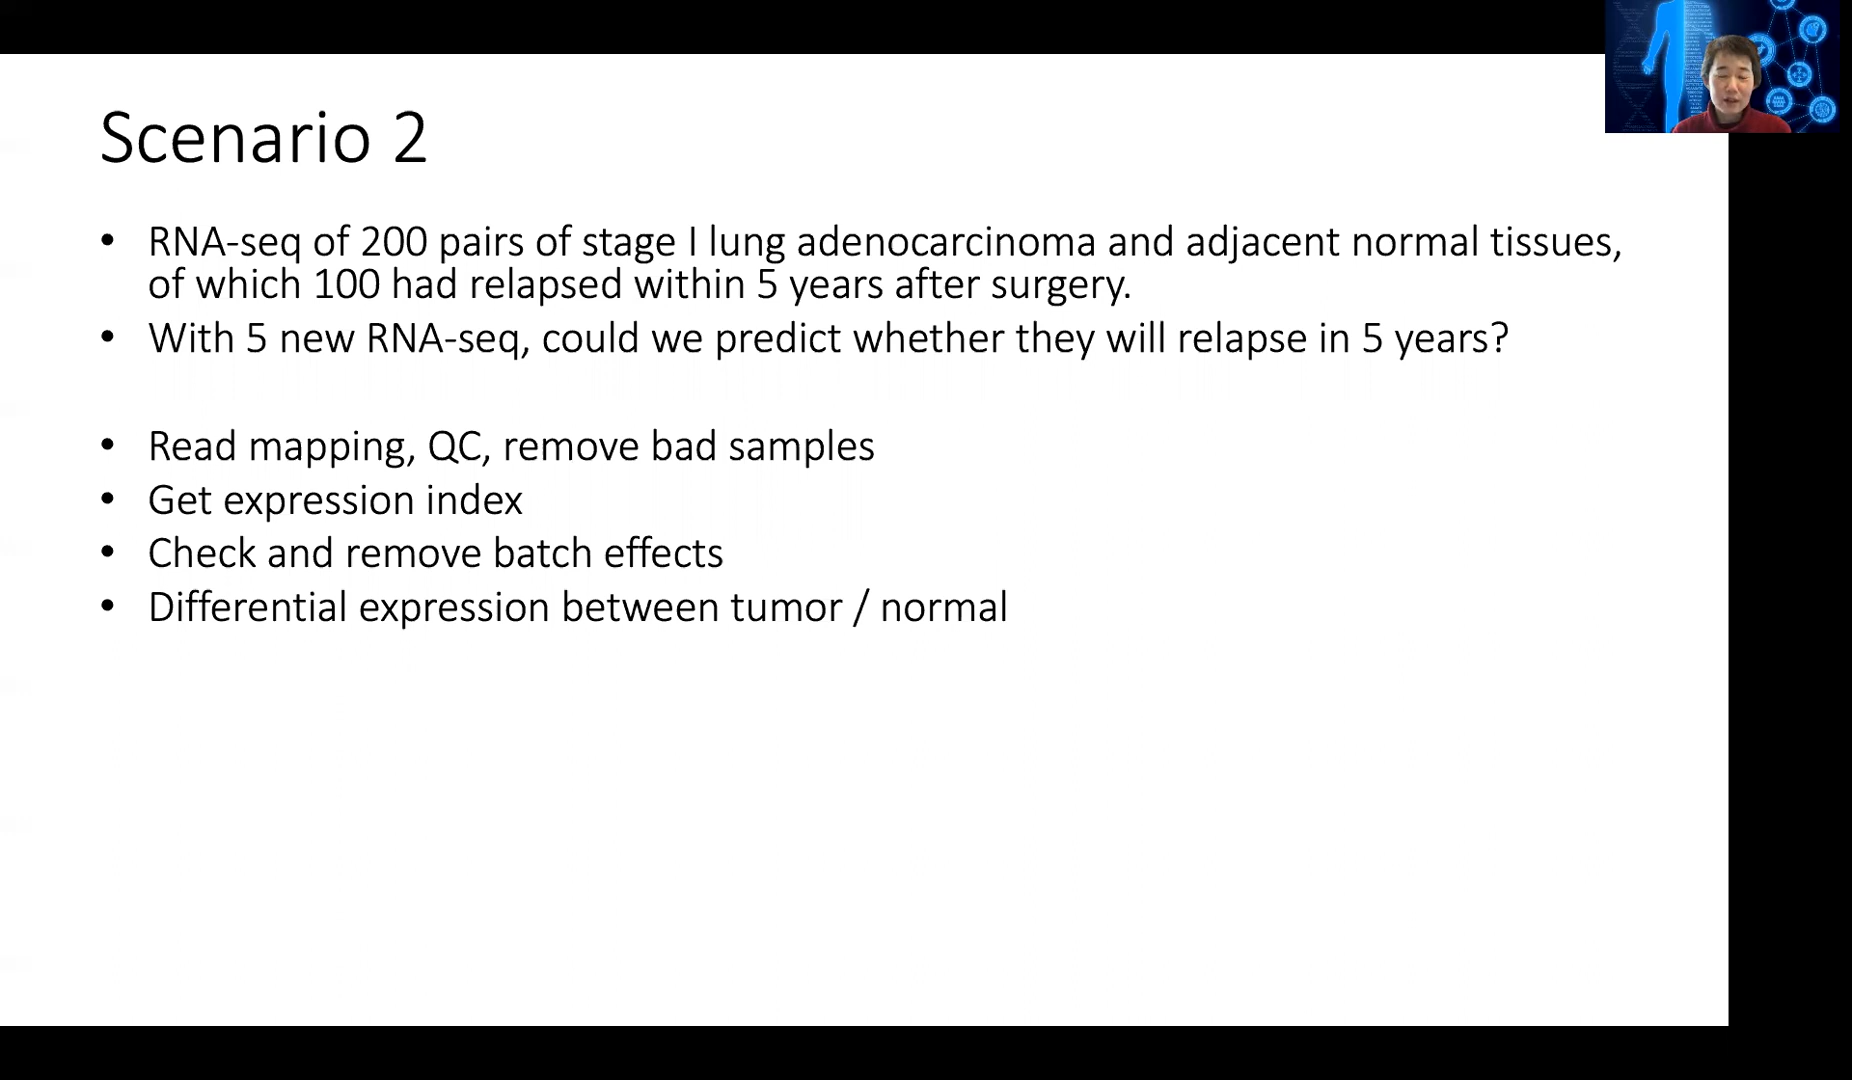 Scenario 2
• RNA-seq of 200 pairs of stage I lung adenocarcinoma and adjacent normal tissues,
of which 100 had relapsed within 5 years after surgery.
• With 5 new RNA-seq, could we predict whether they will relapse in 5 years?
• Read mapping, QC, remove bad samples
• Get expression index
• Check and remove batch effects
• Differential expression between tumor / normal